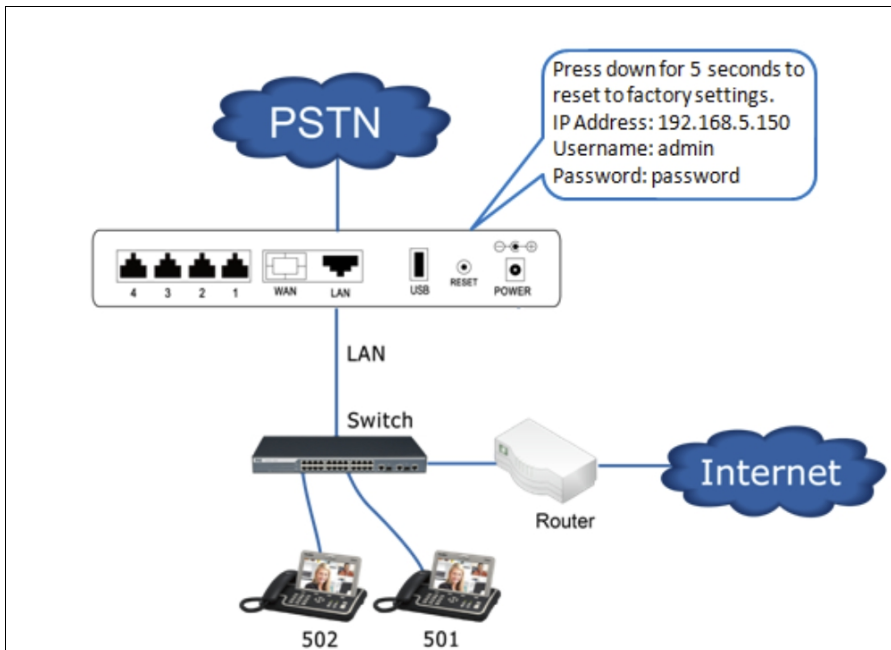 PSTN
Press down for 5 seconds to
reset to factory settings.
IP Address: 192.168.5.150
Username: admin
Password: password
4 3 2 1 WAN LAN USB RESET POWER
LAN
Switch
Router
Internet
502 501